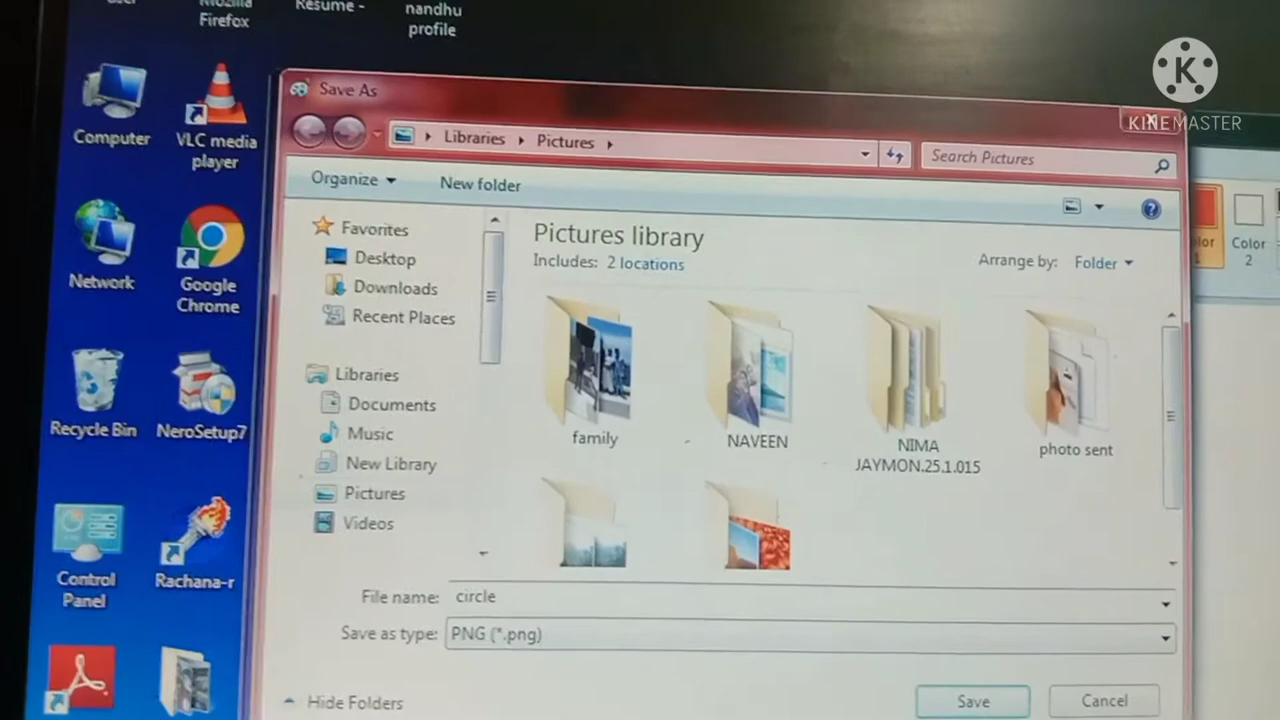 Mozilla
Firefox
Resume -
nandhu
profile
KINEMASTER
Computer
VLC media
player
Network
Google
Chrome
Recycle Bin
NeroSetup7
Control
Panel
Rachana-r
Save As
Libraries
Pictures
Search Pictures
Organize
New folder
Favorites
Desktop
Downloads
Recent Places
Libraries
Documents
Music
New Library
Pictures
Videos
Pictures library
Includes: 2 locations
Arrange by: Folder
family
NAVEEN
NIMA
JAYMON.25.1.015
photo sent
File name: circle
Save as type: PNG (*.png)
Hide Folders
Save
Cancel
Color
2